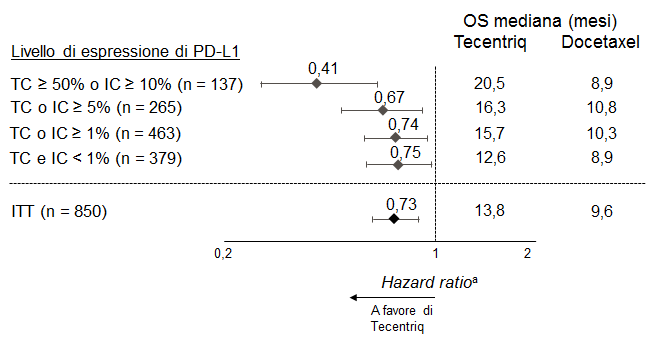 OS mediana (mesi)
Livello di espressione di PD-L1 Tecentriq Docetaxel
TC ≥ 50% o IC ≥ 10% (n = 137) 0,41 20,5 8,9
TC o IC ≥ 5% (n = 265) 0,67 16,3 10,8
TC o IC ≥ 1% (n = 463) 0,74 15,7 10,3
TC e IC < 1% (n = 379) 0,75 12,6 8,9
ITT (n = 850) 0,73 13,8 9,6
0,2 1 2
Hazard ratioᵃ
A favore di
Tecentriq